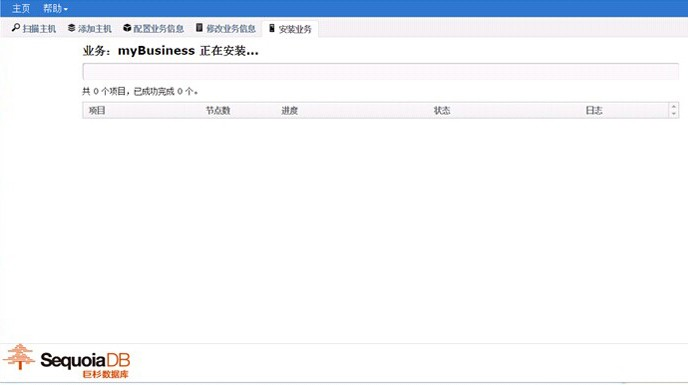 主页 帮助
扫描主机 添加主机 配置业务信息 修改业务信息 安装业务
业务：myBusiness 正在安装...
共 0 个项目，已成功完成 0 个。
项目 节点数 进度 状态 日志
SequoiaDB
巨杉数据库